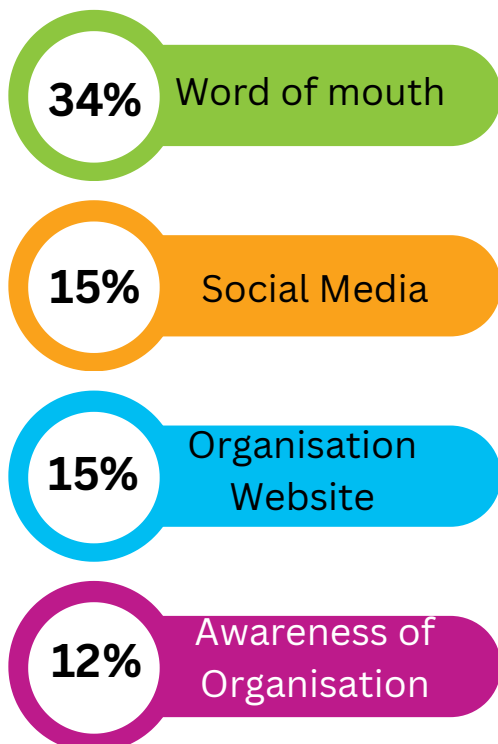 34%
Word of mouth
15%
Social Media
15%
Organisation
Website
12%
Awareness of
Organisation